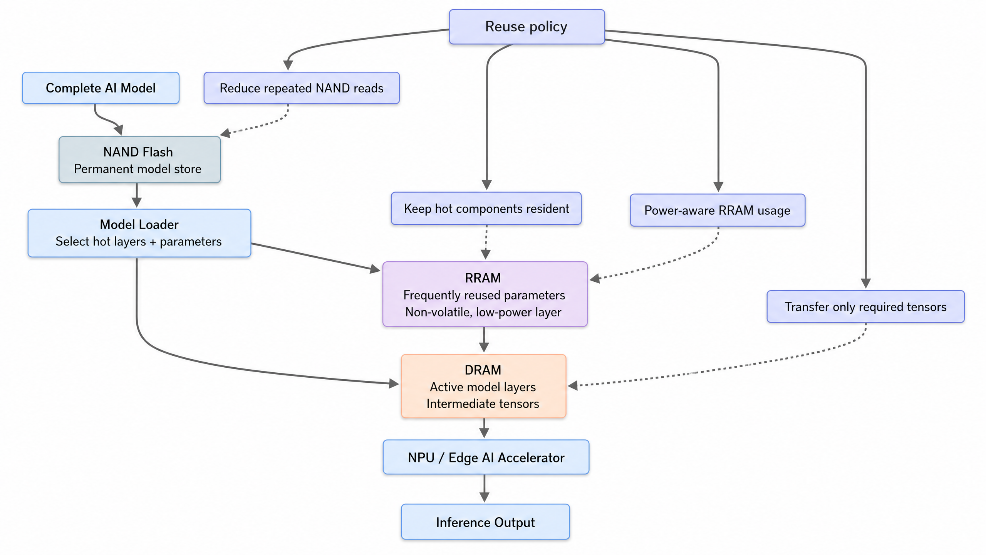 Reuse policy
Complete AI Model
Reduce repeated NAND reads
NAND Flash
Permanent model store
Keep hot components resident
Power-aware RRAM usage
Model Loader
Select hot layers + parameters
RRAM
Frequently reused parameters
Non-volatile, low-power layer
Transfer only required tensors
DRAM
Active model layers
Intermediate tensors
NPU / Edge AI Accelerator
Inference Output